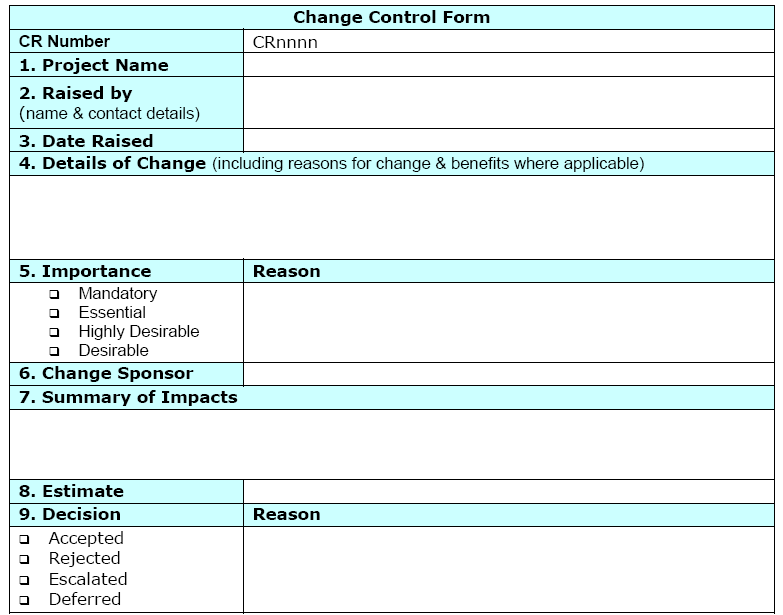 Change Control Form
CR Number CRnnnn
1. Project Name
2. Raised by
(name & contact details)
3. Date Raised
4. Details of Change (including reasons for change & benefits where applicable)
5. Importance Reason
❑ Mandatory
❑ Essential
❑ Highly Desirable
❑ Desirable
6. Change Sponsor
7. Summary of Impacts
8. Estimate
9. Decision Reason
❑ Accepted
❑ Rejected
❑ Escalated
❑ Deferred